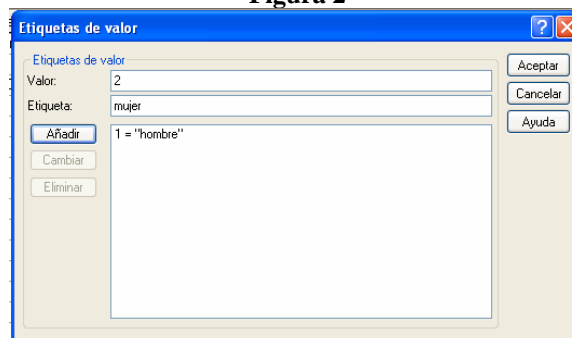 Figura 2
Etiquetas de valor
Etiquetas de valor
Valor: 2
Etiqueta: mujer
Añadir
Cambiar
Eliminar
1 = "hombre"
Aceptar
Cancelar
Ayuda